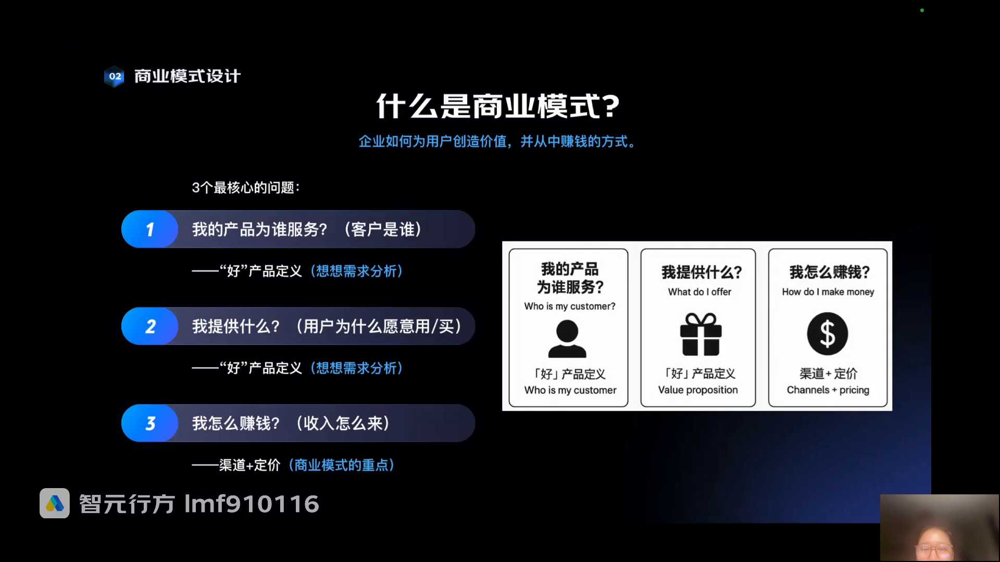 02 商业模式设计
什么是商业模式?
企业如何为用户创造价值，并从中赚钱的方式。
3个最核心的问题：
1 我的产品为谁服务？（客户是谁）
——“好”产品定义（想想需求分析）
2 我提供什么？（用户为什么愿意用/买）
——“好”产品定义（想想需求分析）
3 我怎么赚钱？（收入怎么来）
——渠道+定价（商业模式的重点）
我的产品
为谁服务？
Who is my customer?
「好」产品定义
Who is my customer
我提供什么？
What do I offer
「好」产品定义
Value proposition
我怎么赚钱？
How do I make money
$
渠道+定价
Channels + pricing
智元行方 lmf910116